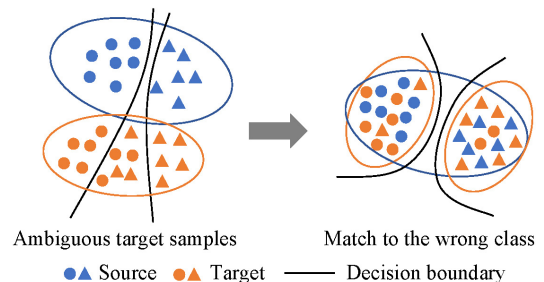 Ambiguous target samples
Match to the wrong class
Source Target Decision boundary